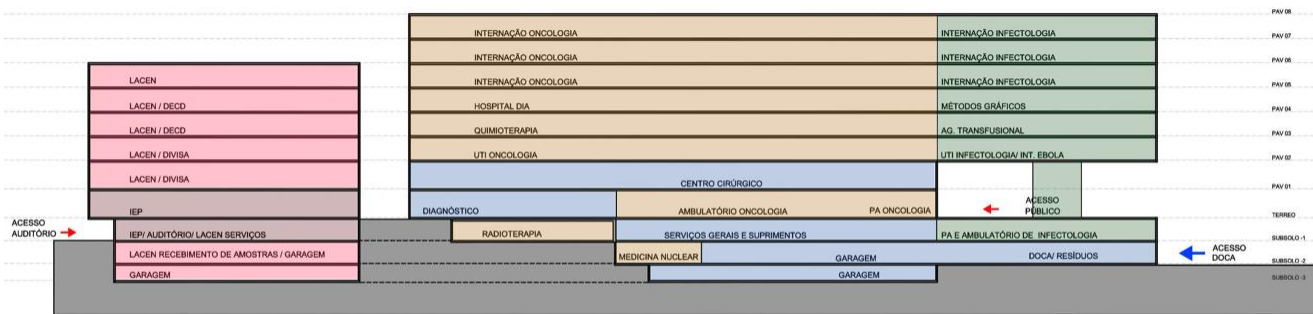 PAV 08
INTERNAÇÃO ONCOLOGIA
INTERNAÇÃO INFECTOLOGIA
PAV 07
INTERNAÇÃO ONCOLOGIA
INTERNAÇÃO INFECTOLOGIA
PAV 06
LACEN
INTERNAÇÃO ONCOLOGIA
INTERNAÇÃO INFECTOLOGIA
PAV 05
LACEN / DECD
HOSPITAL DIA
MÉTODOS GRÁFICOS
PAV 04
LACEN / DECD
QUIMIOTERAPIA
AG. TRANSFUSIONAL
PAV 03
LACEN / DIVISA
UTI ONCOLOGIA
UTI INFECTOLOGIA/ INT. EBOLA
PAV 02
LACEN / DIVISA
CENTRO CIRÚRGICO
PAV 01
IEP
DIAGNÓSTICO
AMBULATÓRIO ONCOLOGIA
PA ONCOLOGIA
ACESSO
PÚBLICO
TERREO
ACESSO
AUDITÓRIO
IEP/ AUDITÓRIO/ LACEN SERVIÇOS
RADIOTERAPIA
SERVIÇOS GERAIS E SUPRIMENTOS
PA E AMBULATÓRIO DE INFECTOLOGIA
SUBSOLO -1
LACEN RECEBIMENTO DE AMOSTRAS / GARAGEM
MEDICINA NUCLEAR
GARAGEM
DOCA/ RESÍDUOS
ACESSO
DOCA
SUBSOLO -2
GARAGEM
GARAGEM
SUBSOLO -3